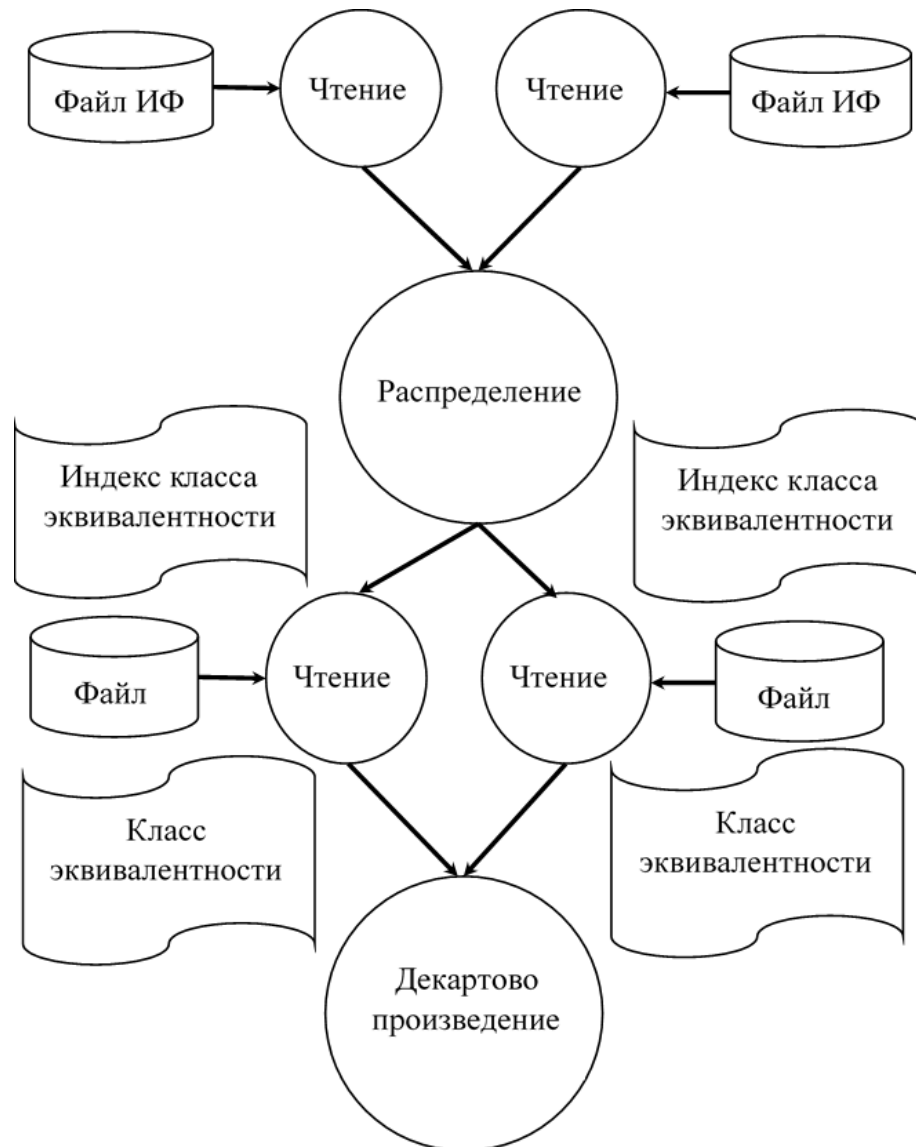 Файл ИФ
Чтение
Чтение
Файл ИФ
Распределение
Индекс класса
эквивалентности
Индекс класса
эквивалентности
Файл
Чтение
Чтение
Файл
Класс
эквивалентности
Класс
эквивалентности
Декартово
произведение